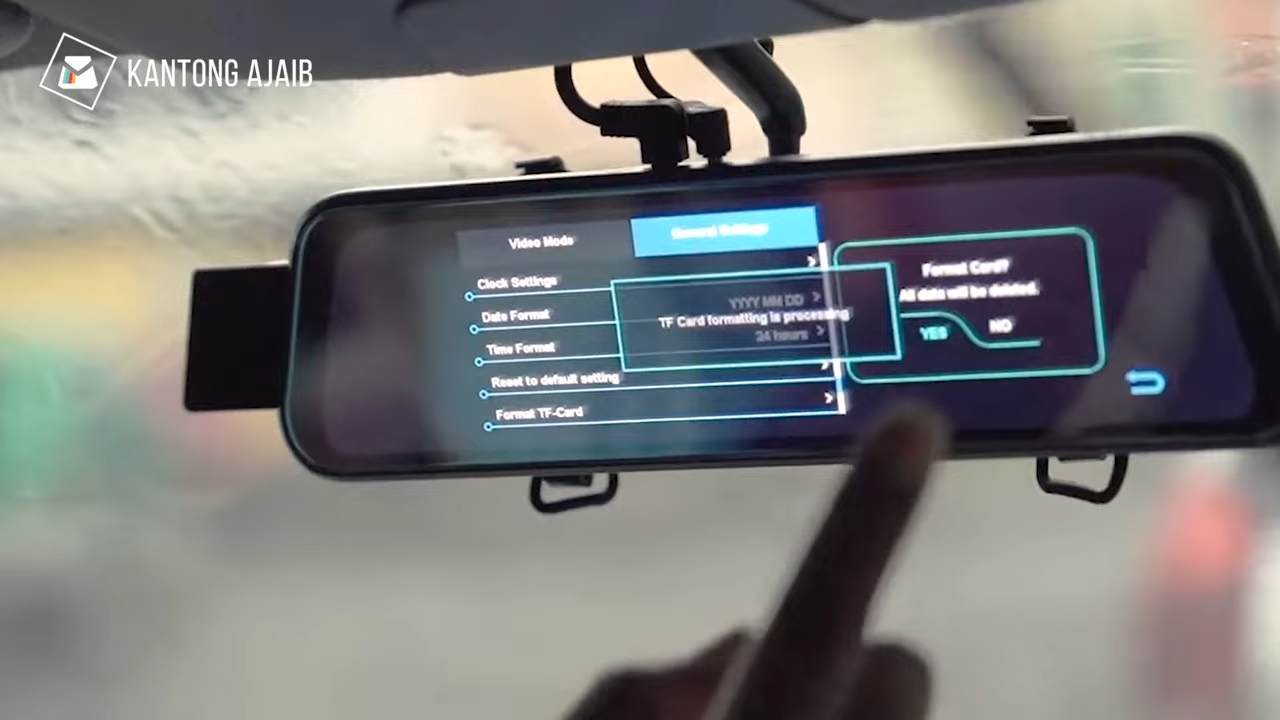 KANTONG AJAIB
Video Mode
General Settings
Clock Settings
Date Format
YYYY MM DD
TF Card formatting is processing
Time Format
24 hours
Reset to default setting
Format TF-Card
Format Card?
All data will be deleted.
YES
NO